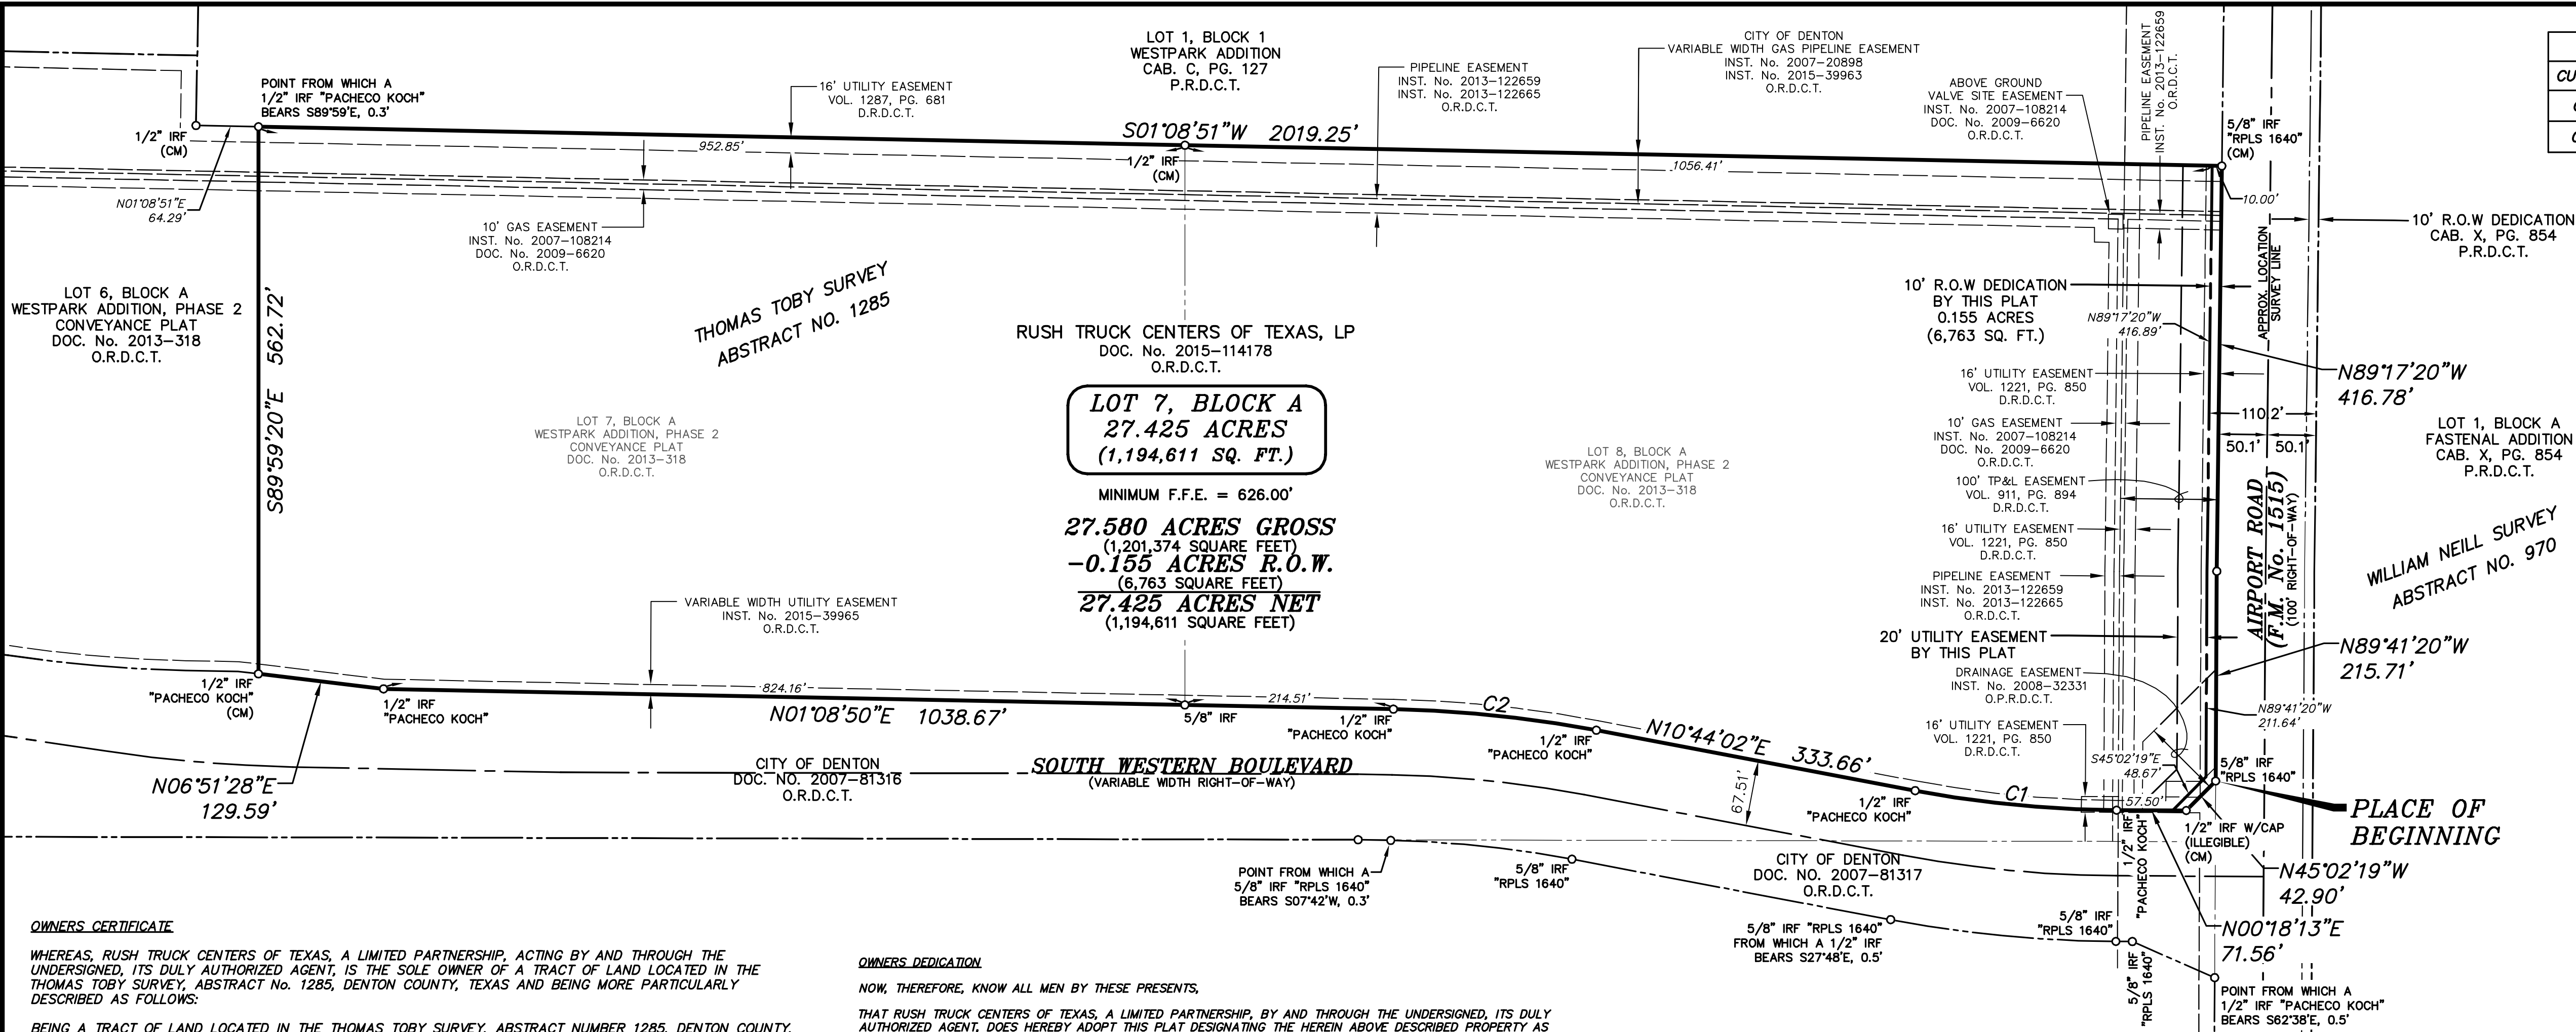 LOT 1, BLOCK 1
WESTPARK ADDITION
CAB. C, PG. 127
P.R.D.C.T.
POINT FROM WHICH A
1/2" IRF "PACHECO KOCH"
BEARS S89°59'E, 0.3'
1/2" IRF
(CM)
N01°08'51"E
64.29'
16' UTILITY EASEMENT
VOL. 1287, PG. 681
D.R.D.C.T.
952.85'
S01°08'51"W 2019.25'
1/2" IRF
(CM)
PIPELINE EASEMENT
INST. No. 2013-122659
INST. No. 2013-122665
O.R.D.C.T.
CITY OF DENTON
VARIABLE WIDTH GAS PIPELINE EASEMENT
INST. No. 2007-20898
INST. No. 2015-39963
O.R.D.C.T.
1056.41'
ABOVE GROUND
VALVE SITE EASEMENT
INST. No. 2007-108214
DOC. No. 2009-6620
O.R.D.C.T.
PIPELINE EASEMENT
INST. No. 2013-122659
O.R.D.C.T.
5/8" IRF
"RPLS 1640"
(CM)
10.00'
10' R.O.W DEDICATION
CAB. X, PG. 854
P.R.D.C.T.
APPROX. LOCATION
SURVEY LINE
10' GAS EASEMENT
INST. No. 2007-108214
DOC. No. 2009-6620
O.R.D.C.T.
LOT 6, BLOCK A
WESTPARK ADDITION, PHASE 2
CONVEYANCE PLAT
DOC. No. 2013-318
O.R.D.C.T.
S89°59'20"E 562.72'
THOMAS TOBY SURVEY
ABSTRACT NO. 1285
LOT 7, BLOCK A
WESTPARK ADDITION, PHASE 2
CONVEYANCE PLAT
DOC. No. 2013-318
O.R.D.C.T.
RUSH TRUCK CENTERS OF TEXAS, LP
DOC. No. 2015-114178
O.R.D.C.T.
LOT 7, BLOCK A
27.425 ACRES
(1,194,611 SQ. FT.)
MINIMUM F.F.E. = 626.00'
27.580 ACRES GROSS
(1,201,374 SQUARE FEET)
-0.155 ACRES R.O.W.
(6,763 SQUARE FEET)
27.425 ACRES NET
(1,194,611 SQUARE FEET)
LOT 8, BLOCK A
WESTPARK ADDITION, PHASE 2
CONVEYANCE PLAT
DOC. No. 2013-318
O.R.D.C.T.
10' R.O.W DEDICATION
BY THIS PLAT
0.155 ACRES
(6,763 SQ. FT.)
N89°17'20"W
416.89'
16' UTILITY EASEMENT
VOL. 1221, PG. 850
D.R.D.C.T.
10' GAS EASEMENT
INST. No. 2007-108214
DOC. No. 2009-6620
O.R.D.C.T.
100' TP&L EASEMENT
VOL. 911, PG. 894
D.R.D.C.T.
16' UTILITY EASEMENT
VOL. 1221, PG. 850
D.R.D.C.T.
PIPELINE EASEMENT
INST. No. 2013-122659
INST. No. 2013-122665
O.R.D.C.T.
20' UTILITY EASEMENT
BY THIS PLAT
DRAINAGE EASEMENT
INST. No. 2008-32331
O.P.R.D.C.T.
16' UTILITY EASEMENT
VOL. 1221, PG. 850
D.R.D.C.T.
S45°02'19"E
48.67'
57.50'
N89°17'20"W
416.78'
110.2'
50.1' 50.1'
LOT 1, BLOCK A
FASTENAL ADDITION
CAB. X, PG. 854
P.R.D.C.T.
AIRPORT ROAD
(F.M. No. 1515)
(100' RIGHT-OF-WAY)
WILLIAM NEILL SURVEY
ABSTRACT NO. 970
N89°41'20"W
215.71'
N89°41'20"W
211.64'
5/8" IRF
"RPLS 1640"
PLACE OF
BEGINNING
1/2" IRF W/CAP
(ILLEGIBLE)
(CM)
N45°02'19"W
42.90'
N00°18'13"E
71.56'
1/2" IRF
"PACHECO KOCH"
VARIABLE WIDTH UTILITY EASEMENT
INST. No. 2015-39965
O.R.D.C.T.
1/2" IRF
"PACHECO KOCH"
(CM)
1/2" IRF
"PACHECO KOCH"
N06°51'28"E
129.59'
824.16'
N01°08'50"E 1038.67'
5/8" IRF
214.51'
1/2" IRF
"PACHECO KOCH"
C2
1/2" IRF
"PACHECO KOCH"
N10°44'02"E 333.66'
67.51'
1/2" IRF
"PACHECO KOCH"
C1
CITY OF DENTON
DOC. NO. 2007-81316
O.R.D.C.T.
SOUTH WESTERN BOULEVARD
(VARIABLE WIDTH RIGHT-OF-WAY)
POINT FROM WHICH A
5/8" IRF "RPLS 1640"
BEARS S07°42'W, 0.3'
5/8" IRF
"RPLS 1640"
CITY OF DENTON
DOC. NO. 2007-81317
O.R.D.C.T.
5/8" IRF "RPLS 1640"
FROM WHICH A 1/2" IRF
BEARS S27°48'E, 0.5'
5/8" IRF
"RPLS 1640"
5/8" IRF
"RPLS 1640"
POINT FROM WHICH A
1/2" IRF "PACHECO KOCH"
BEARS S62°38'E, 0.5'
OWNERS CERTIFICATE
WHEREAS, RUSH TRUCK CENTERS OF TEXAS, A LIMITED PARTNERSHIP, ACTING BY AND THROUGH THE
UNDERSIGNED, ITS DULY AUTHORIZED AGENT, IS THE SOLE OWNER OF A TRACT OF LAND LOCATED IN THE
THOMAS TOBY SURVEY, ABSTRACT No. 1285, DENTON COUNTY, TEXAS AND BEING MORE PARTICULARLY
DESCRIBED AS FOLLOWS:
BEING A TRACT OF LAND LOCATED IN THE THOMAS TOBY SURVEY, ABSTRACT NUMBER 1285, DENTON COUNTY,
OWNERS DEDICATION
NOW, THEREFORE, KNOW ALL MEN BY THESE PRESENTS,
THAT RUSH TRUCK CENTERS OF TEXAS, A LIMITED PARTNERSHIP, BY AND THROUGH THE UNDERSIGNED, ITS DULY
AUTHORIZED AGENT, DOES HEREBY ADOPT THIS PLAT DESIGNATING THE HEREIN ABOVE DESCRIBED PROPERTY AS